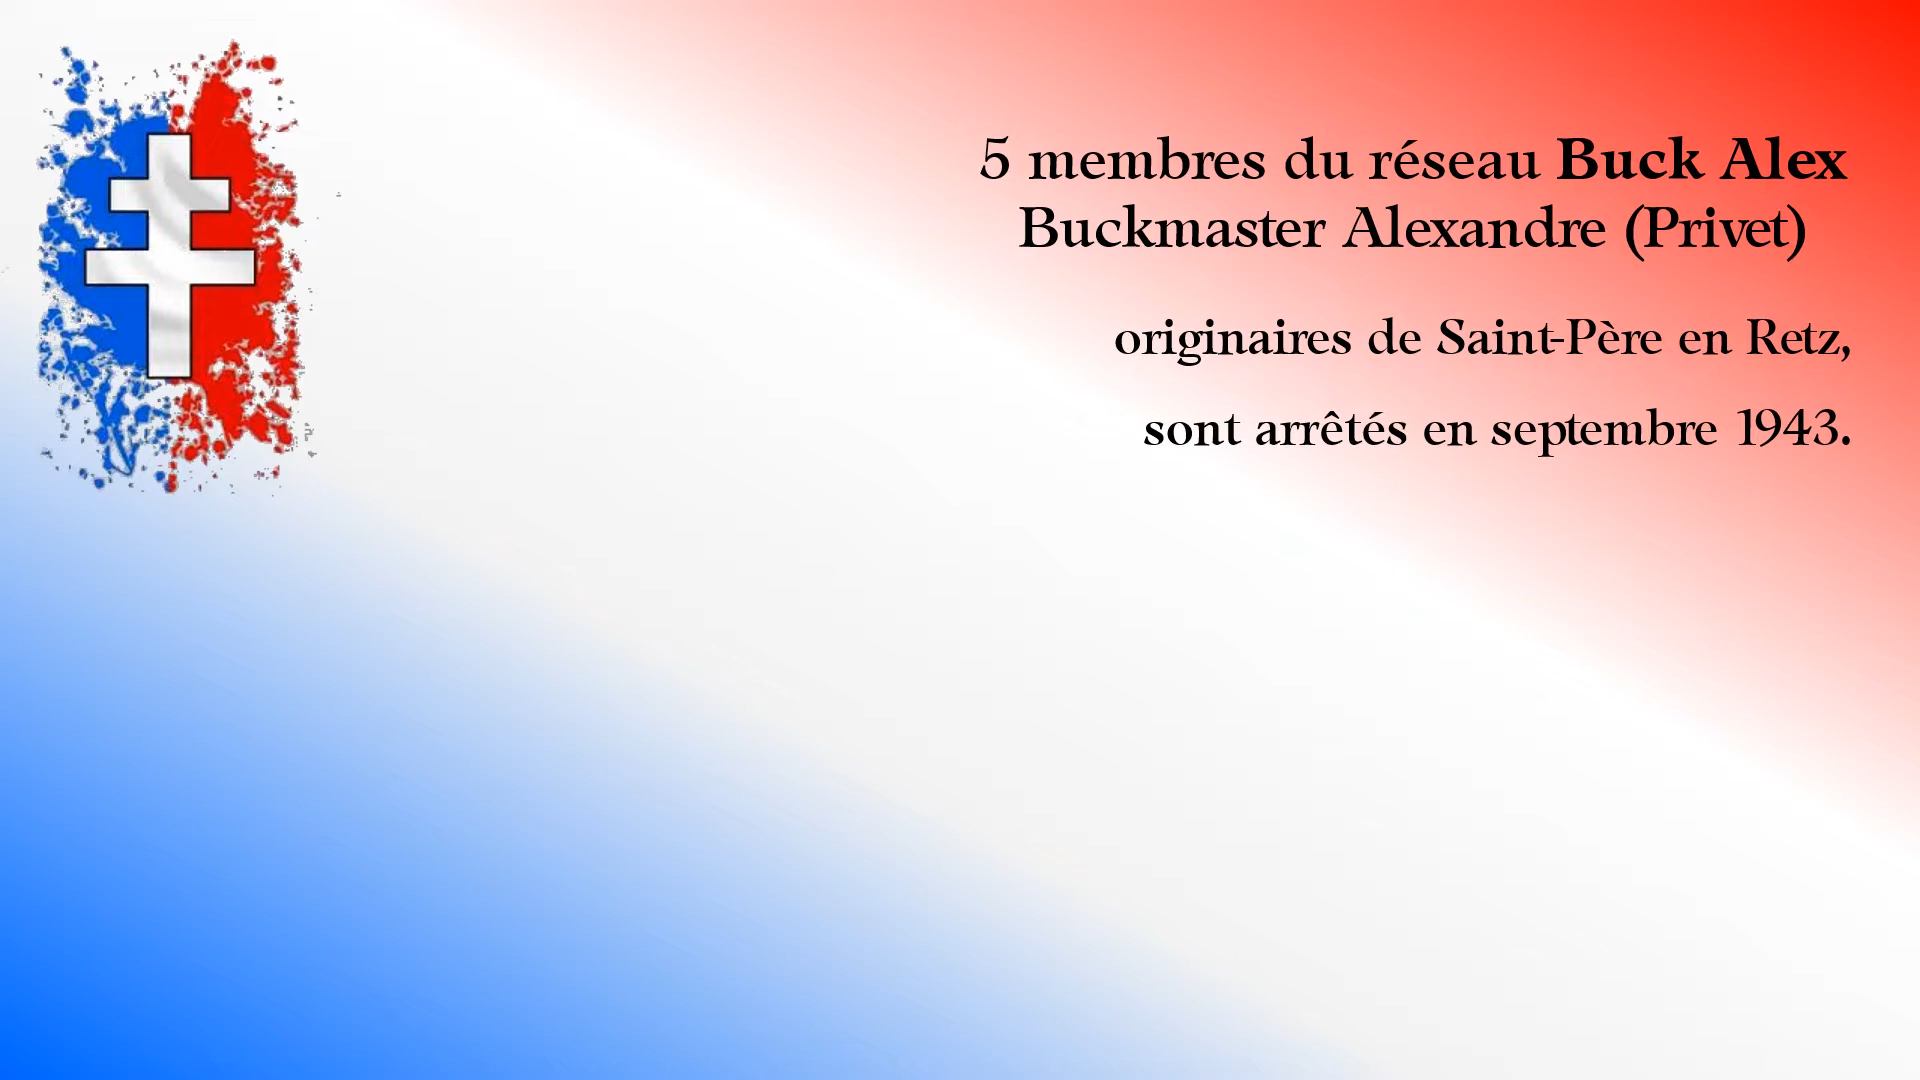 5 membres du réseau Buck Alex
Buckmaster Alexandre (Privet)
originaires de Saint-Père en Retz,
sont arrêtés en septembre 1943.